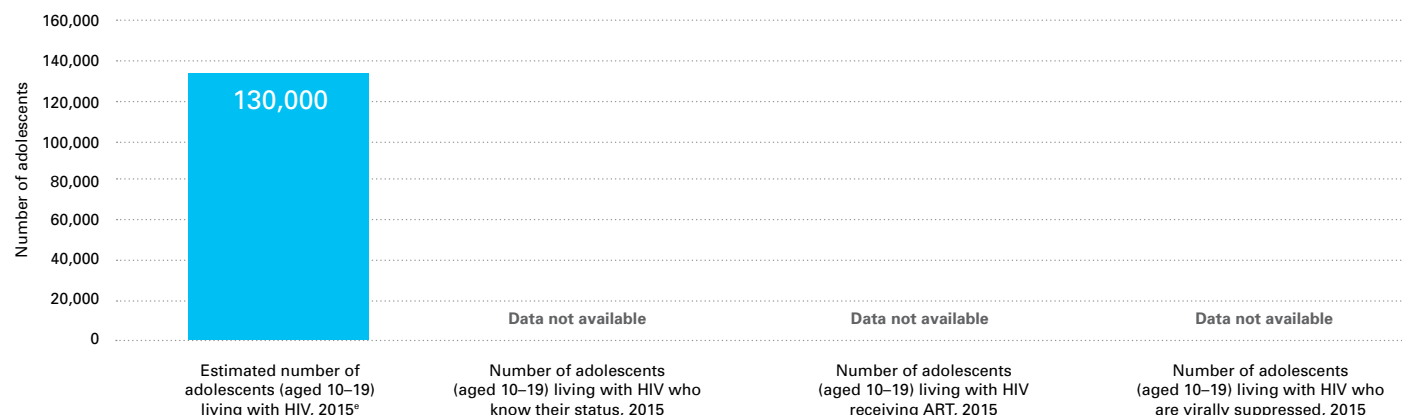 160,000
140,000
120,000
100,000
80,000
60,000
40,000
20,000
0
Number of adolescents
130,000
Data not available
Data not available
Data not available
Estimated number of
adolescents (aged 10–19)
living with HIV, 2015ᵉ
Number of adolescents
(aged 10–19) living with HIV who
know their status, 2015
Number of adolescents
(aged 10–19) living with HIV
receiving ART, 2015
Number of adolescents
(aged 10–19) living with HIV who
are virally suppressed, 2015